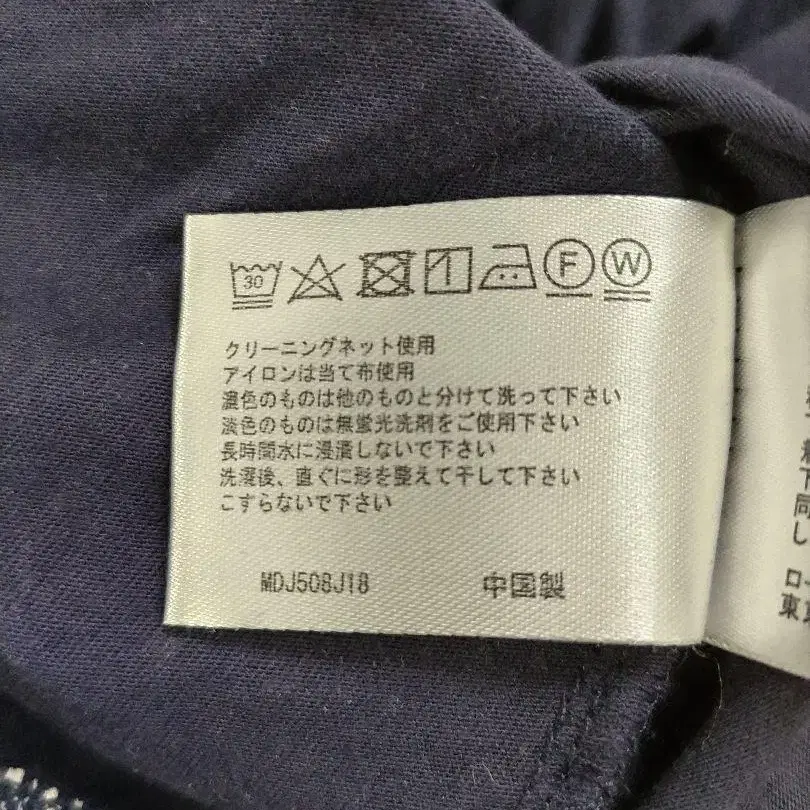 30
F
W
クリーニングネット使用
アイロンは当て布使用
濃色のものは他のものと分けて洗って下さい
淡色のものは無蛍光洗剤をご使用下さい
長時間水に浸漬しないで下さい
洗濯後、直ぐに形を整えて干して下さい
こすらないで下さい
MDJ508J18 中国製
下
同
し
ロ
東